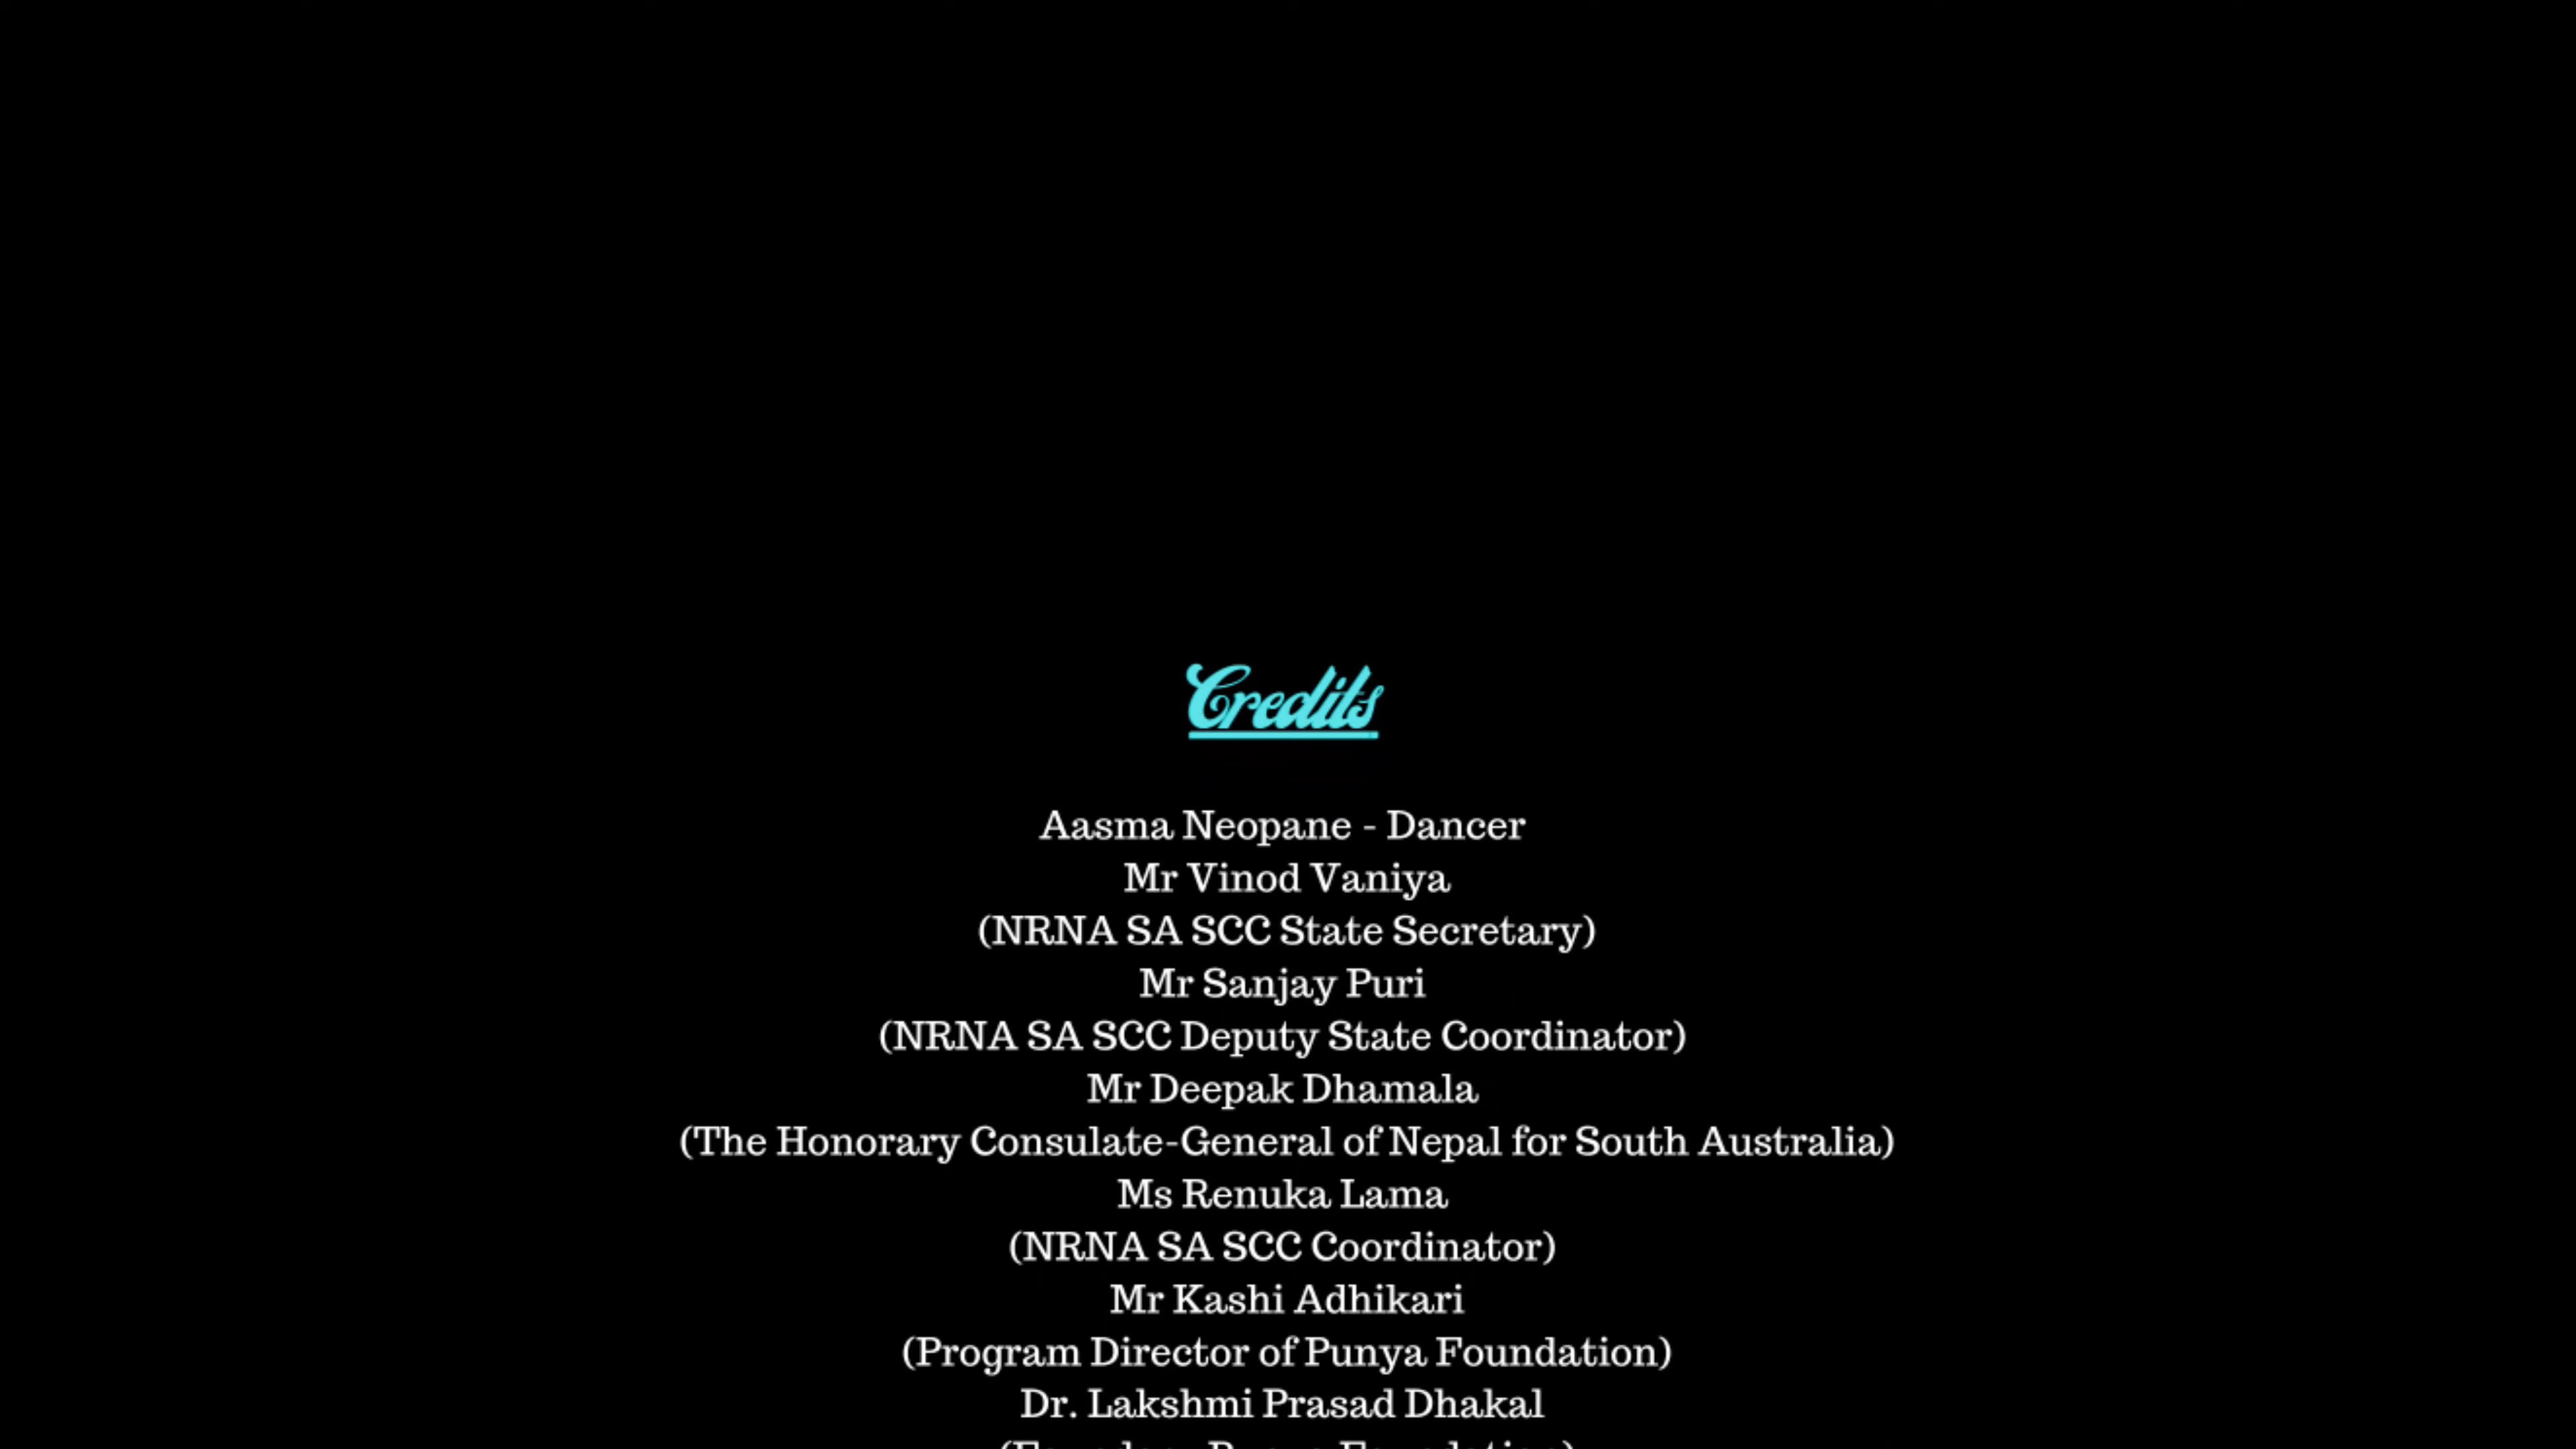 Credits
Aasma Neopane - Dancer
Mr Vinod Vaniya
(NRNA SA SCC State Secretary)
Mr Sanjay Puri
(NRNA SA SCC Deputy State Coordinator)
Mr Deepak Dhamala
(The Honorary Consulate-General of Nepal for South Australia)
Ms Renuka Lama
(NRNA SA SCC Coordinator)
Mr Kashi Adhikari
(Program Director of Punya Foundation)
Dr. Lakshmi Prasad Dhakal